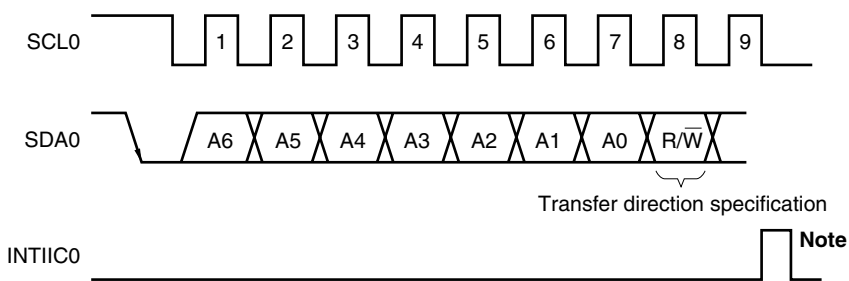 SCL0 1 2 3 4 5 6 7 8 9
SDA0 A6 A5 A4 A3 A2 A1 A0 R/W̅
Transfer direction specification
INTIIC0 Note